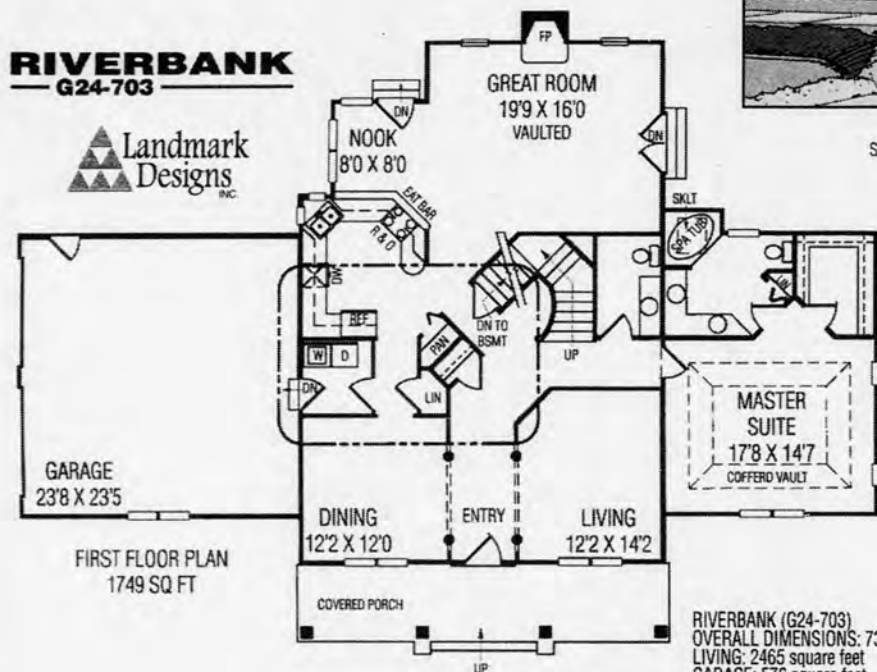 RIVERBANK
G24-703
Landmark
Designs
INC.
FP
GREAT ROOM
19'9 X 16'0
VAULTED
DN
NOOK
8'0 X 8'0
DN
S
SKLT
SPA TUB
EAT BAR
R & O
DW
REF
LIN
DN TO
BSMT
UP
PAN
W D
DN
LIN
MASTER
SUITE
17'8 X 14'7
COFFERD VAULT
GARAGE
23'8 X 23'5
DINING
12'2 X 12'0
ENTRY
LIVING
12'2 X 14'2
FIRST FLOOR PLAN
1749 SQ FT
COVERED PORCH
UP
RIVERBANK (G24-703)
OVERALL DIMENSIONS: 73
LIVING: 2465 square feet